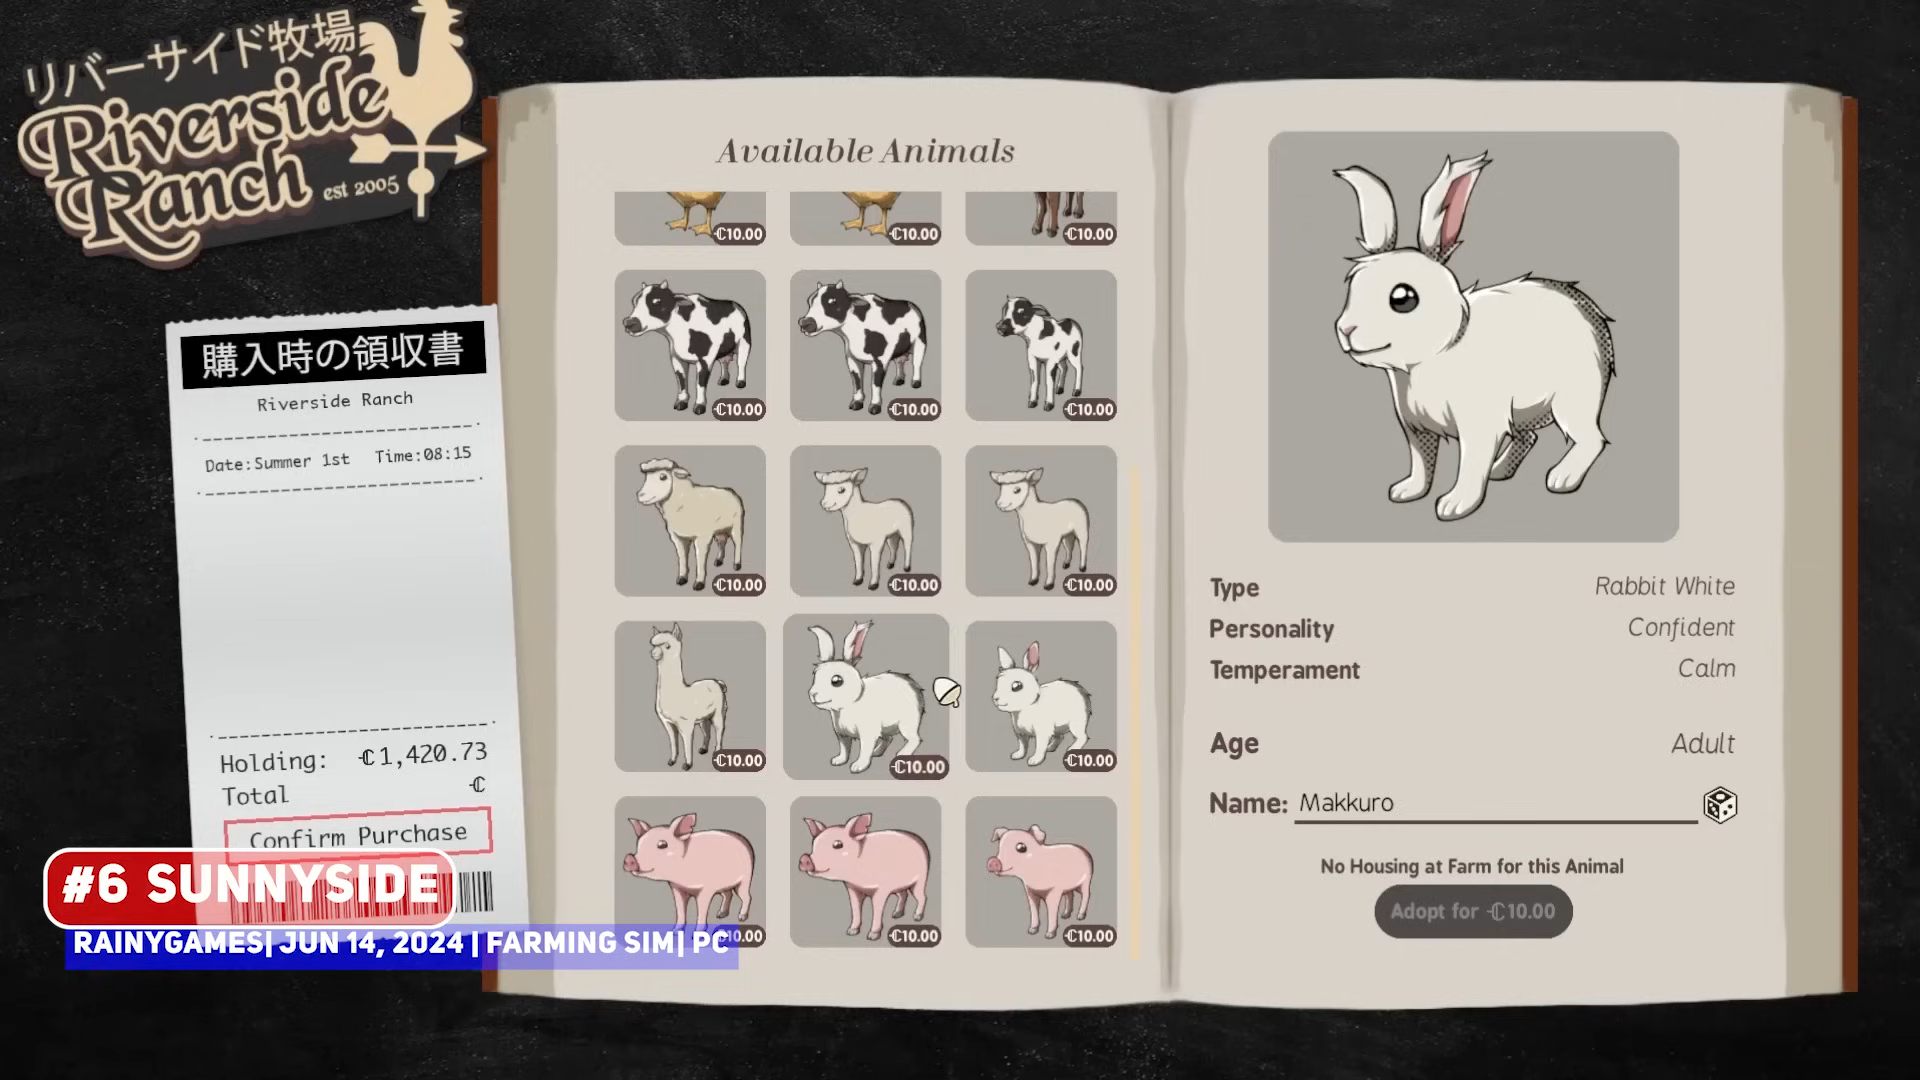 リバーサイド牧場
Riverside
Ranch
est 2005
購入時の領収書
Riverside Ranch
Date:Summer 1st Time:08:15
Holding: ₡1,420.73
Total ₡
Confirm Purchase
#6 SUNNYSIDE
RAINYGAMES| JUN 14, 2024 | FARMING SIM| PC
Available Animals
₡10.00 ₡10.00 ₡10.00
₡10.00 ₡10.00 ₡10.00
₡10.00 ₡10.00 ₡10.00
₡10.00 ₡10.00 ₡10.00
₡10.00 ₡10.00 ₡10.00
Type Rabbit White
Personality Confident
Temperament Calm
Age Adult
Name: Makkuro
No Housing at Farm for this Animal
Adopt for ₡10.00